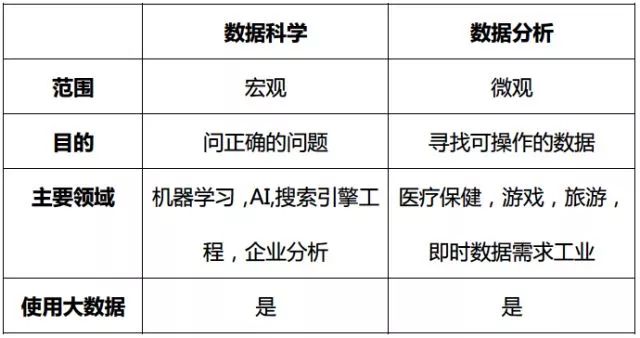 数据科学 数据分析
范围 宏观 微观
目的 问正确的问题 寻找可操作的数据
主要领域 机器学习,AI,搜索引擎工 医疗保健，游戏，旅游，
程，企业分析 即时数据需求工业
使用大数据 是 是